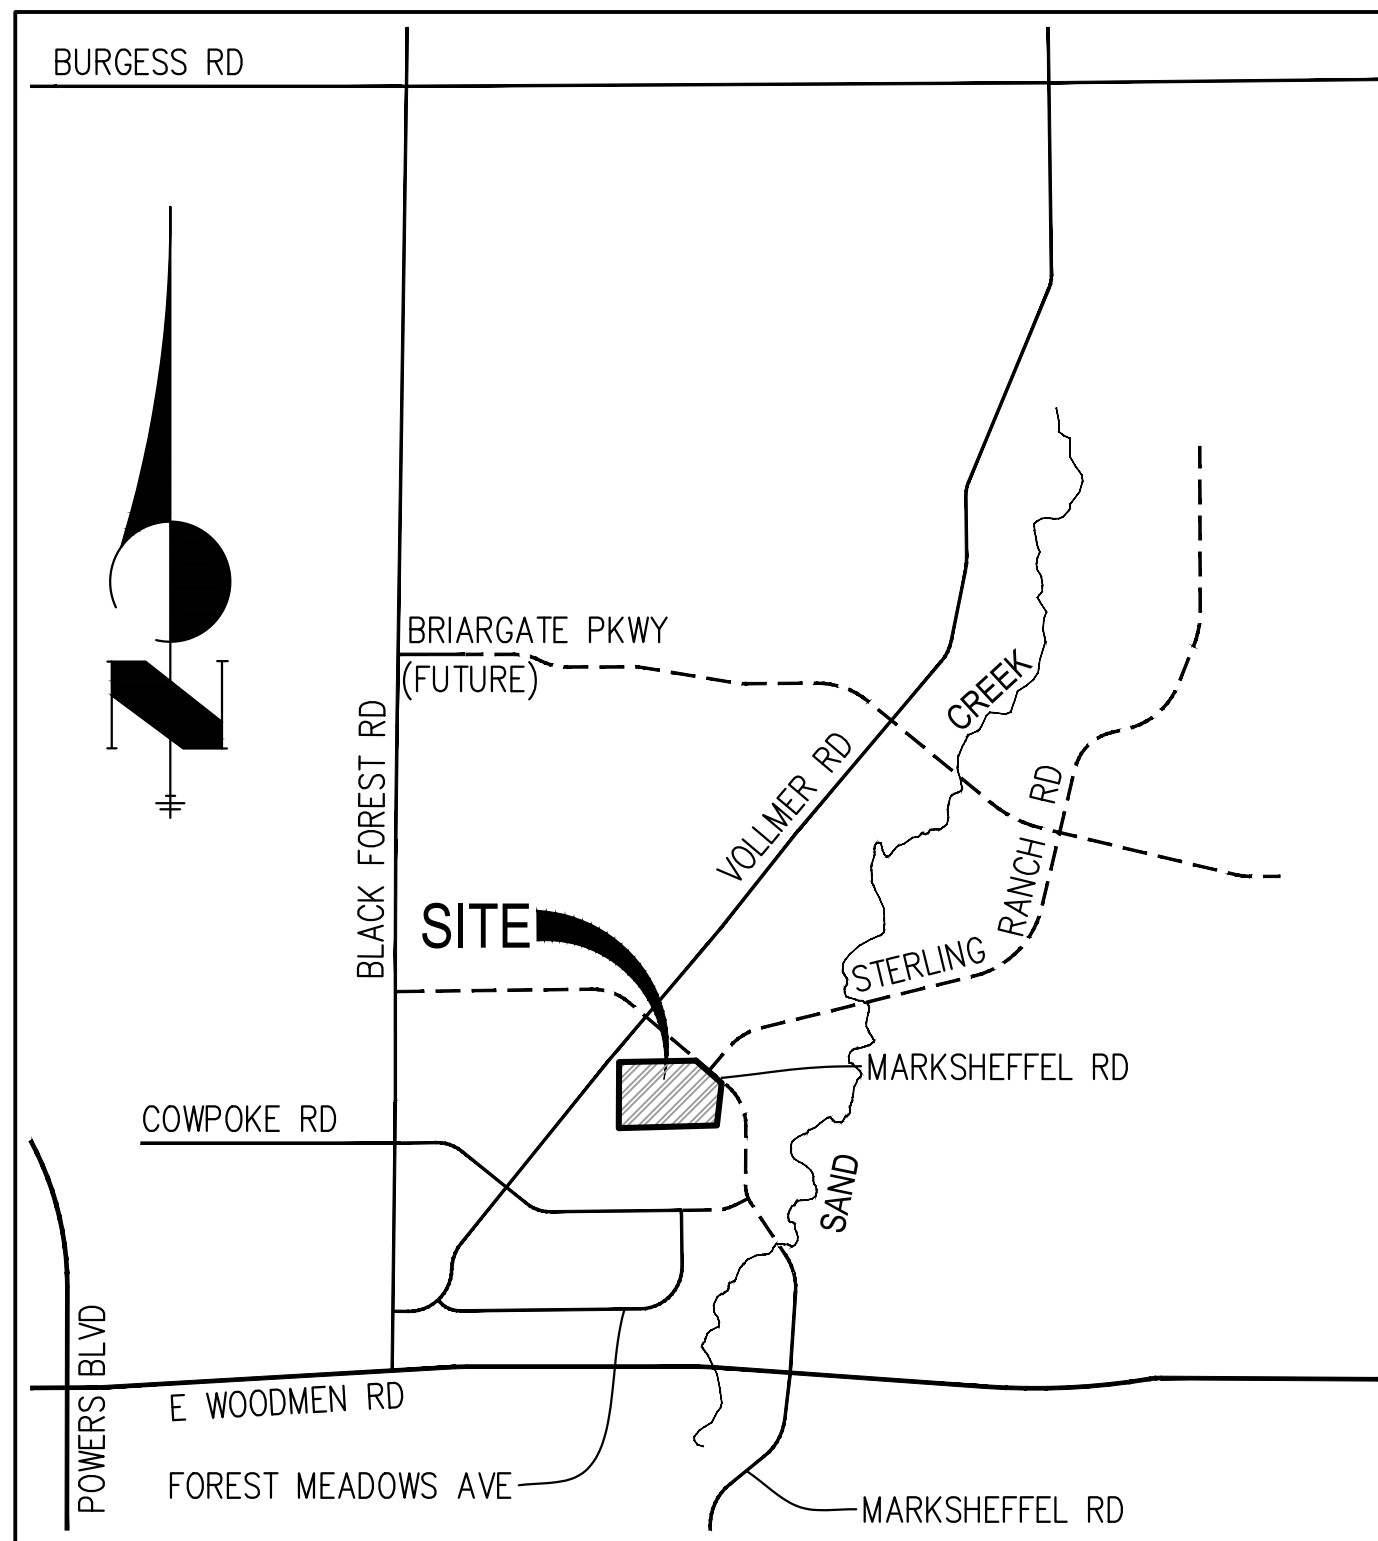 BURGESS RD
N
BRIARGATE PKWY
(FUTURE)
CREEK
BLACK FOREST RD
VOLLMER RD
RANCH RD
SITE
STERLING
MARKSHEFFEL RD
COWPOKE RD
SAND
POWERS BLVD
E WOODMEN RD
FOREST MEADOWS AVE
MARKSHEFFEL RD